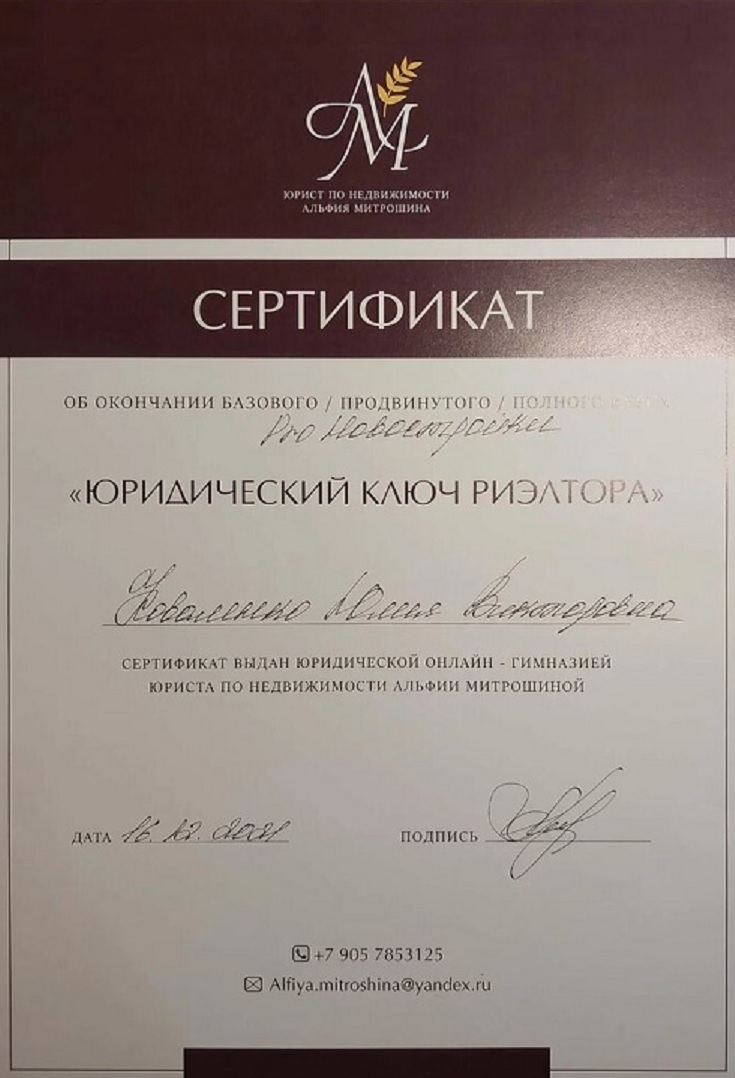 АМ
ЮРИСТ ПО НЕДВИЖИМОСТИ
АЛЬФИЯ МИТРОШИНА
СЕРТИФИКАТ
ОБ ОКОНЧАНИИ БАЗОВОГО / ПРОДВИНУТОГО / ПОЛНОГО
Pro Новостройки
«ЮРИДИЧЕСКИЙ КЛЮЧ РИЭЛТОРА»
Коваленко Юлия Викторовна
СЕРТИФИКАТ ВЫДАН ЮРИДИЧЕСКОЙ ОНЛАЙН - ГИМНАЗИЕЙ
ЮРИСТА ПО НЕДВИЖИМОСТИ АЛЬФИИ МИТРОШИНОЙ
ДАТА 16.12.2021 ПОДПИСЬ
+7 905 7853125
Alfiya.mitroshina@yandex.ru